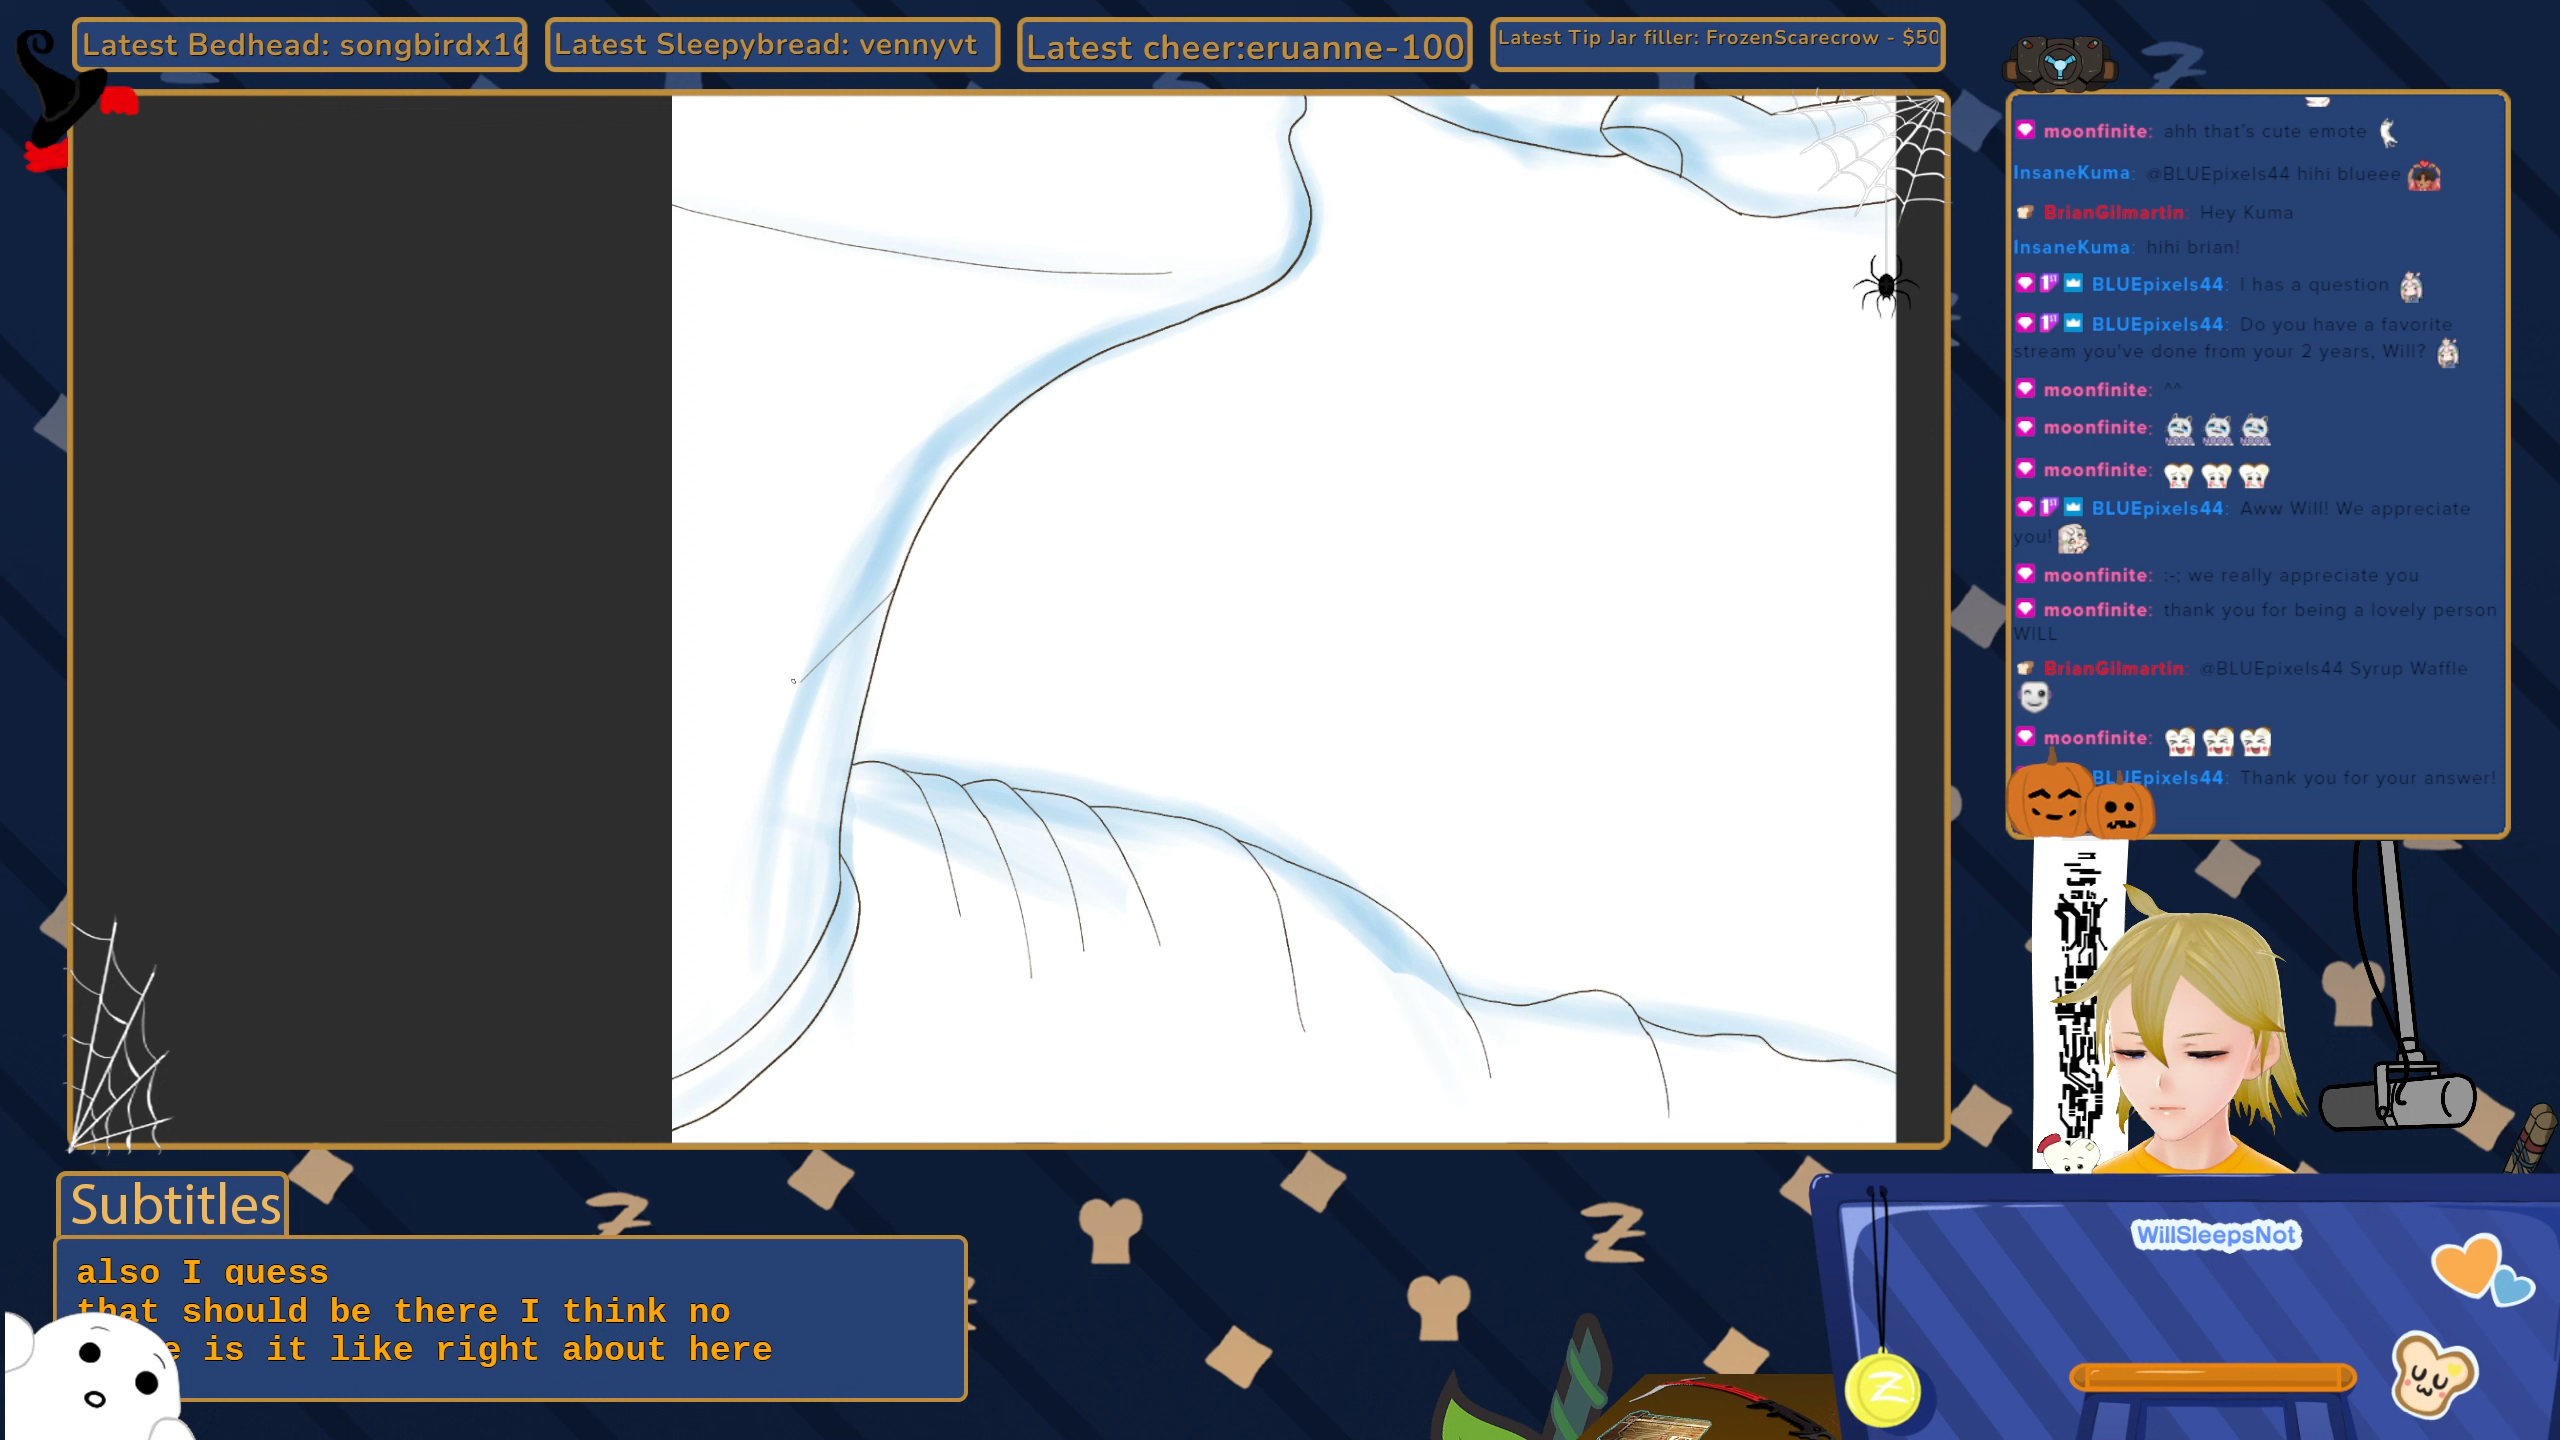 Latest Bedhead: songbirdx16
Latest Sleepybread: vennyvt
Latest cheer:eruanne-100
Latest Tip Jar filler: FrozenScarecrow - $50
moonfinite: ahh that's cute emote
InsaneKuma: @BLUEpixels44 hihi blueee
BrianGilmartin: Hey Kuma
InsaneKuma: hihi brian!
BLUEpixels44: I has a question
BLUEpixels44: Do you have a favorite
stream you've done from your 2 years, Will?
moonfinite: ^^
moonfinite:
moonfinite:
BLUEpixels44: Aww Will! We appreciate
you!
moonfinite: :-; we really appreciate you
moonfinite: thank you for being a lovely person
WILL
BrianGilmartin: @BLUEpixels44 Syrup Waffle
moonfinite:
BLUEpixels44: Thank you for your answer!
Subtitles
also I guess
that should be there I think no
is it like right about here
WillSleepsNot
Z